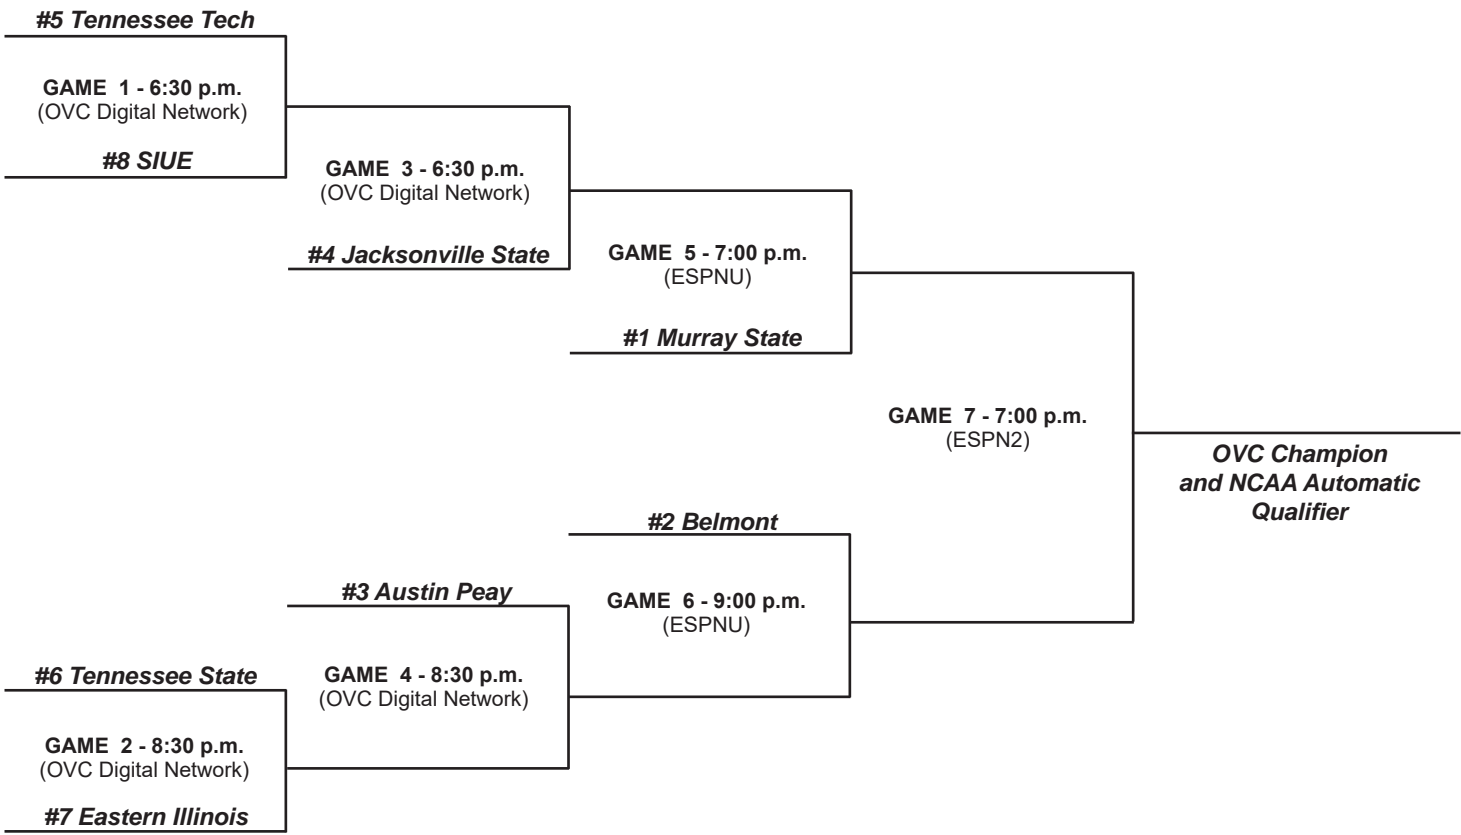 #5 Tennessee Tech
GAME 1 - 6:30 p.m.
(OVC Digital Network)
#8 SIUE
GAME 3 - 6:30 p.m.
(OVC Digital Network)
#4 Jacksonville State
GAME 5 - 7:00 p.m.
(ESPNU)
#1 Murray State
GAME 7 - 7:00 p.m.
(ESPN2)
OVC Champion
and NCAA Automatic
Qualifier
#2 Belmont
#3 Austin Peay
GAME 6 - 9:00 p.m.
(ESPNU)
#6 Tennessee State
GAME 4 - 8:30 p.m.
(OVC Digital Network)
GAME 2 - 8:30 p.m.
(OVC Digital Network)
#7 Eastern Illinois